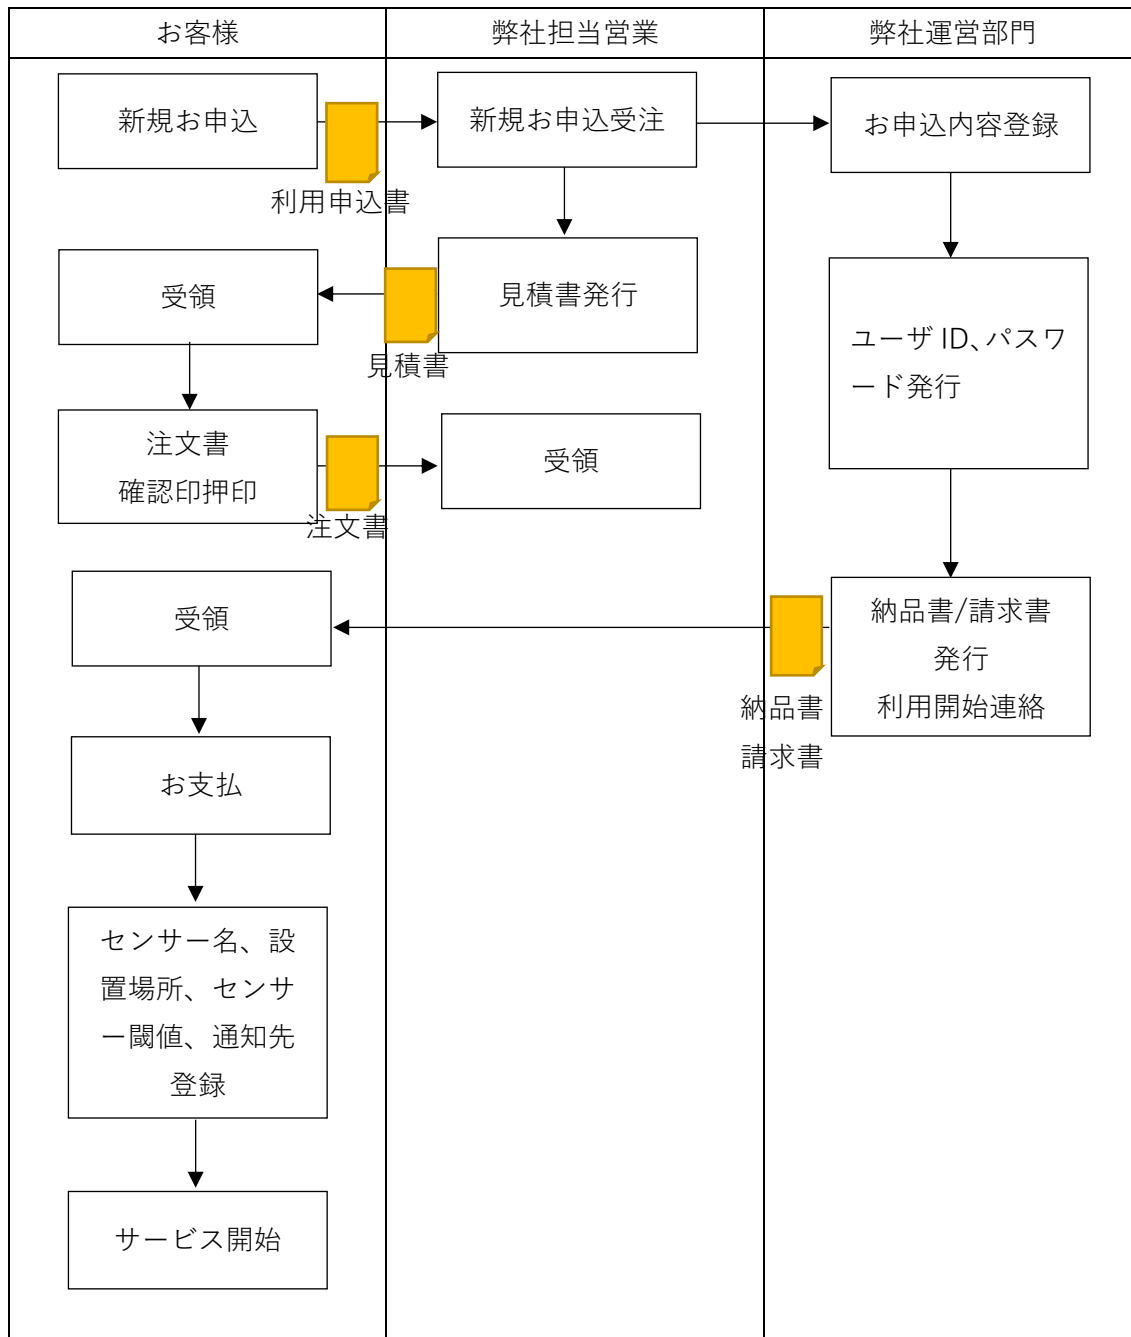 お客様
弊社担当営業
弊社運営部門
新規お申込
新規お申込受注
お申込内容登録
利用申込書
受領
見積書発行
ユーザ ID、パスワ
ード発行
見積書
注文書
確認印押印
受領
注文書
受領
納品書/請求書
発行
利用開始連絡
納品書
請求書
お支払
センサー名、設
置場所、センサ
ー閾値、通知先
登録
サービス開始